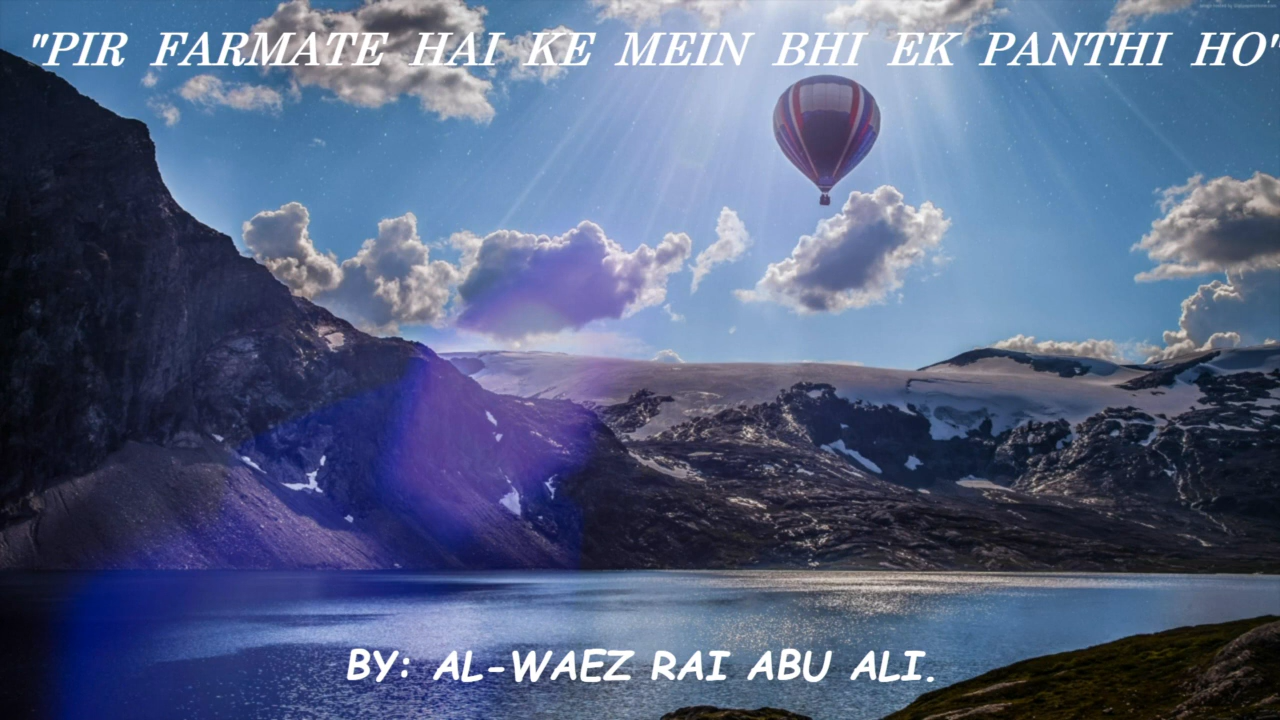 "PIR FARMATE HAI KE MEIN BHI EK PANTHI HO"
BY: AL-WAEZ RAI ABU ALI.